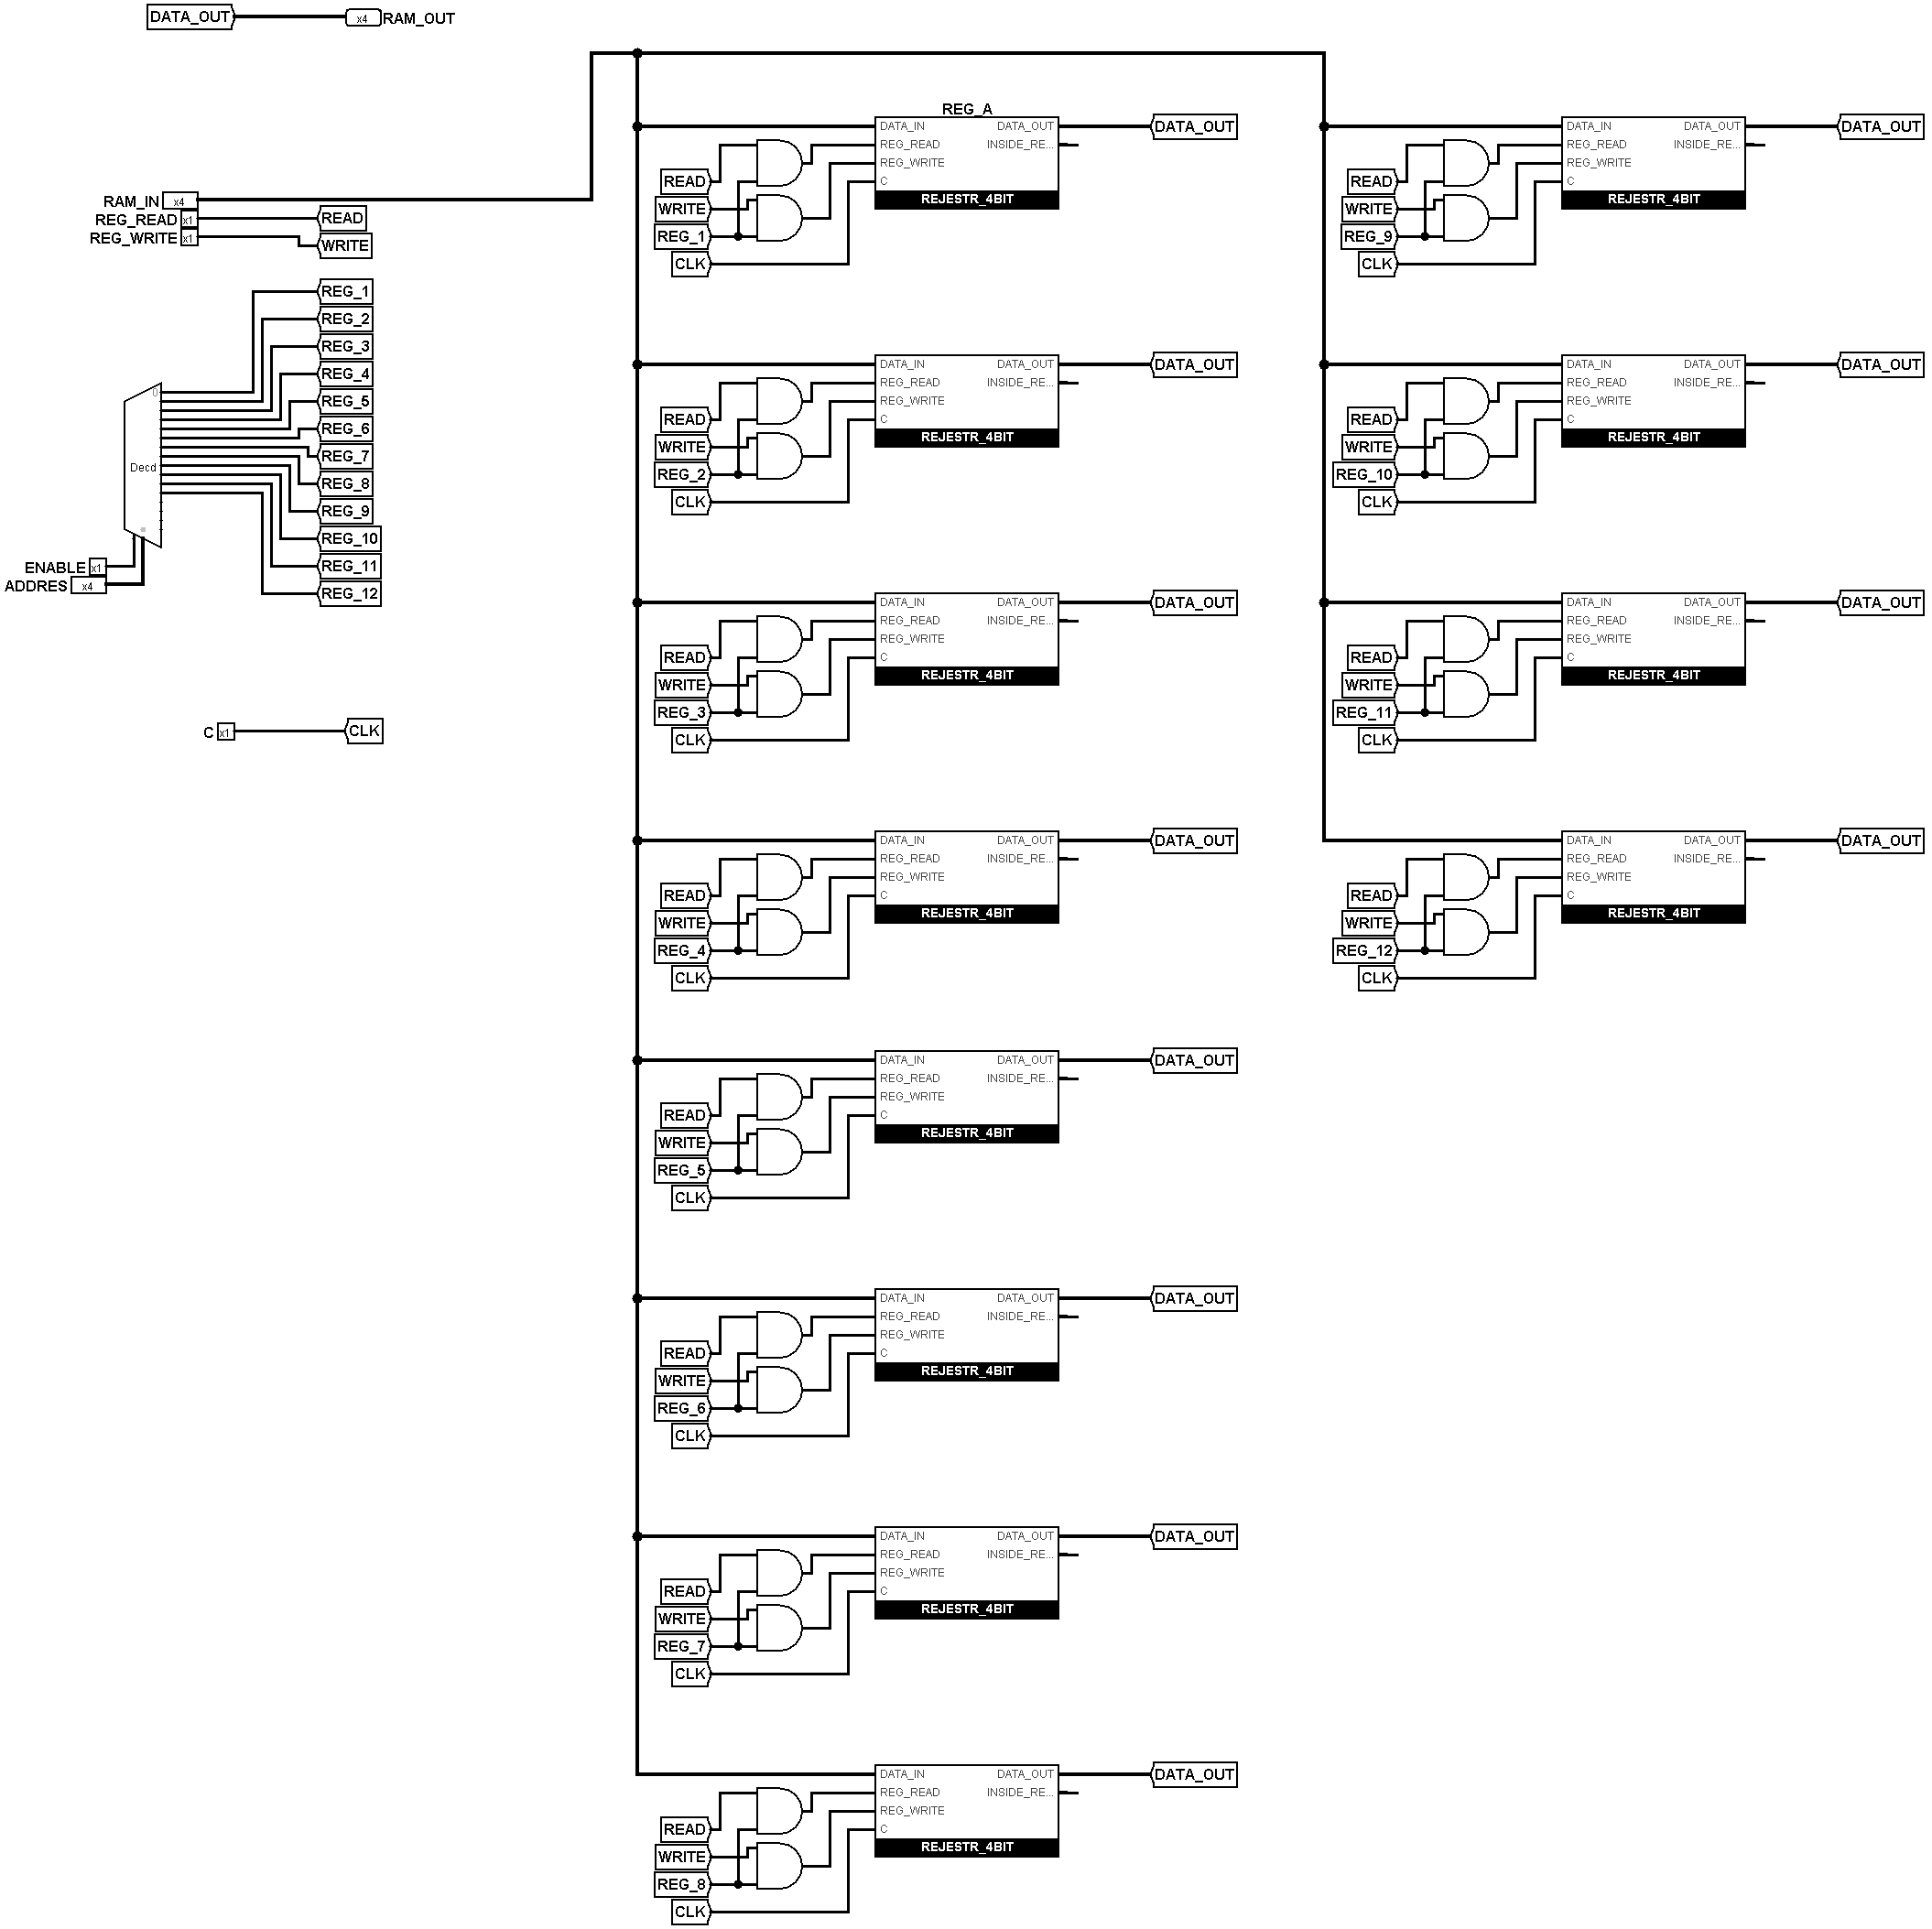 DATA_OUT x4 RAM_OUT
RAM_IN x4
REG_READ x1 READ
REG_WRITE x1 WRITE
REG_1
REG_2
REG_3
REG_4
REG_5
REG_6
REG_7
REG_8
REG_9
REG_10
REG_11
REG_12
0
Decd
ENABLE x1
ADDRES x4
C x1 CLK
REG_A
DATA_IN DATA_OUT DATA_OUT
REG_READ INSIDE_RE...
REG_WRITE
READ C
REJESTR_4BIT
WRITE
REG_1
CLK
DATA_IN DATA_OUT DATA_OUT
REG_READ INSIDE_RE...
REG_WRITE
READ C
REJESTR_4BIT
WRITE
REG_2
CLK
DATA_IN DATA_OUT DATA_OUT
REG_READ INSIDE_RE...
REG_WRITE
READ C
REJESTR_4BIT
WRITE
REG_3
CLK
DATA_IN DATA_OUT DATA_OUT
REG_READ INSIDE_RE...
REG_WRITE
READ C
REJESTR_4BIT
WRITE
REG_4
CLK
DATA_IN DATA_OUT DATA_OUT
REG_READ INSIDE_RE...
REG_WRITE
READ C
REJESTR_4BIT
WRITE
REG_5
CLK
DATA_IN DATA_OUT DATA_OUT
REG_READ INSIDE_RE...
REG_WRITE
READ C
REJESTR_4BIT
WRITE
REG_6
CLK
DATA_IN DATA_OUT DATA_OUT
REG_READ INSIDE_RE...
REG_WRITE
READ C
REJESTR_4BIT
WRITE
REG_7
CLK
DATA_IN DATA_OUT DATA_OUT
REG_READ INSIDE_RE...
REG_WRITE
READ C
REJESTR_4BIT
WRITE
REG_8
CLK
DATA_IN DATA_OUT DATA_OUT
REG_READ INSIDE_RE...
REG_WRITE
READ C
REJESTR_4BIT
WRITE
REG_9
CLK
DATA_IN DATA_OUT DATA_OUT
REG_READ INSIDE_RE...
REG_WRITE
READ C
REJESTR_4BIT
WRITE
REG_10
CLK
DATA_IN DATA_OUT DATA_OUT
REG_READ INSIDE_RE...
REG_WRITE
READ C
REJESTR_4BIT
WRITE
REG_11
CLK
DATA_IN DATA_OUT DATA_OUT
REG_READ INSIDE_RE...
REG_WRITE
READ C
REJESTR_4BIT
WRITE
REG_12
CLK